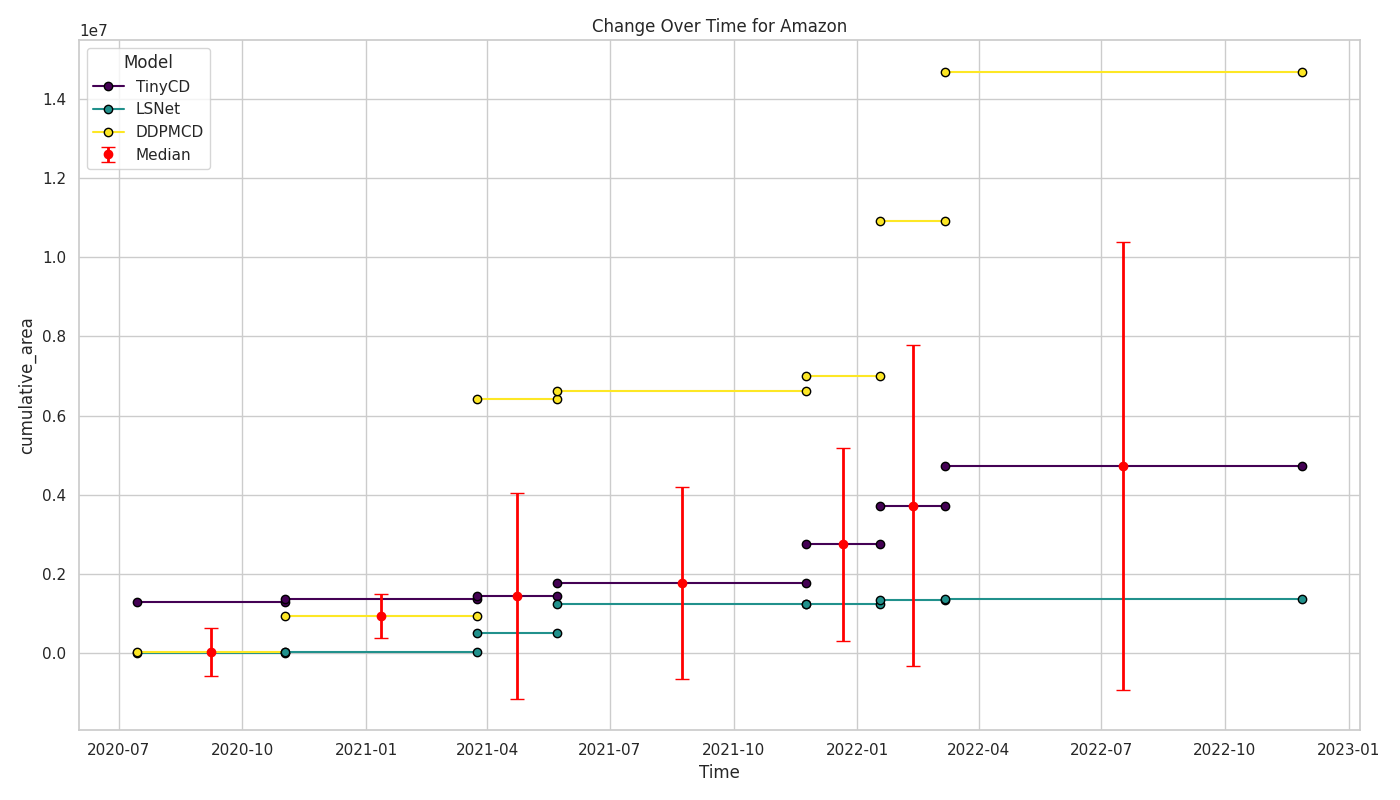 Change Over Time for Amazon
1e7
Model
TinyCD
LSNet
DDPMCD
Median
1.4
1.2
1.0
0.8
0.6
0.4
0.2
0.0
cumulative_area
2020-07 2020-10 2021-01 2021-04 2021-07 2021-10 2022-01 2022-04 2022-07 2022-10 2023-01
Time